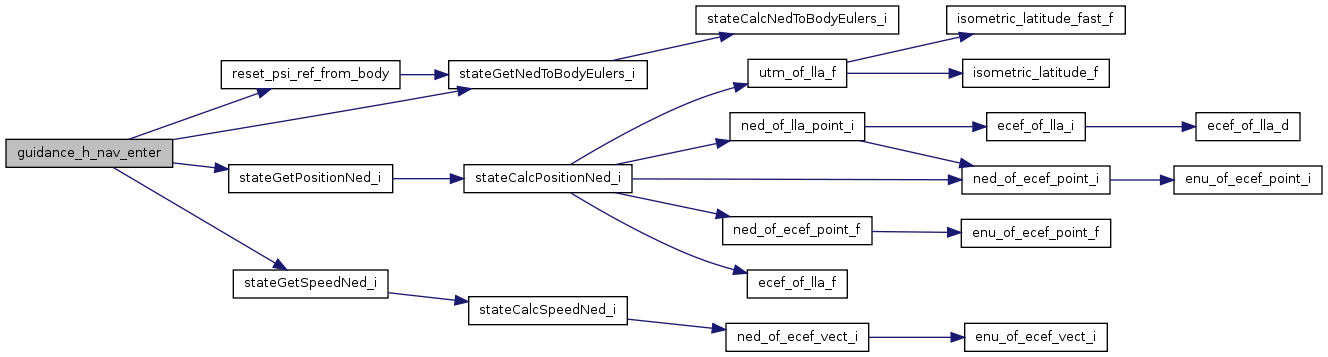 stateCalcNedToBodyEulers_i
isometric_latitude_fast_f
reset_psi_ref_from_body
stateGetNedToBodyEulers_i
utm_of_lla_f
isometric_latitude_f
ned_of_lla_point_i
ecef_of_lla_i
ecef_of_lla_d
guidance_h_nav_enter
stateGetPositionNed_i
stateCalcPositionNed_i
ned_of_ecef_point_i
enu_of_ecef_point_i
ned_of_ecef_point_f
enu_of_ecef_point_f
stateGetSpeedNed_i
ecef_of_lla_f
stateCalcSpeedNed_i
ned_of_ecef_vect_i
enu_of_ecef_vect_i